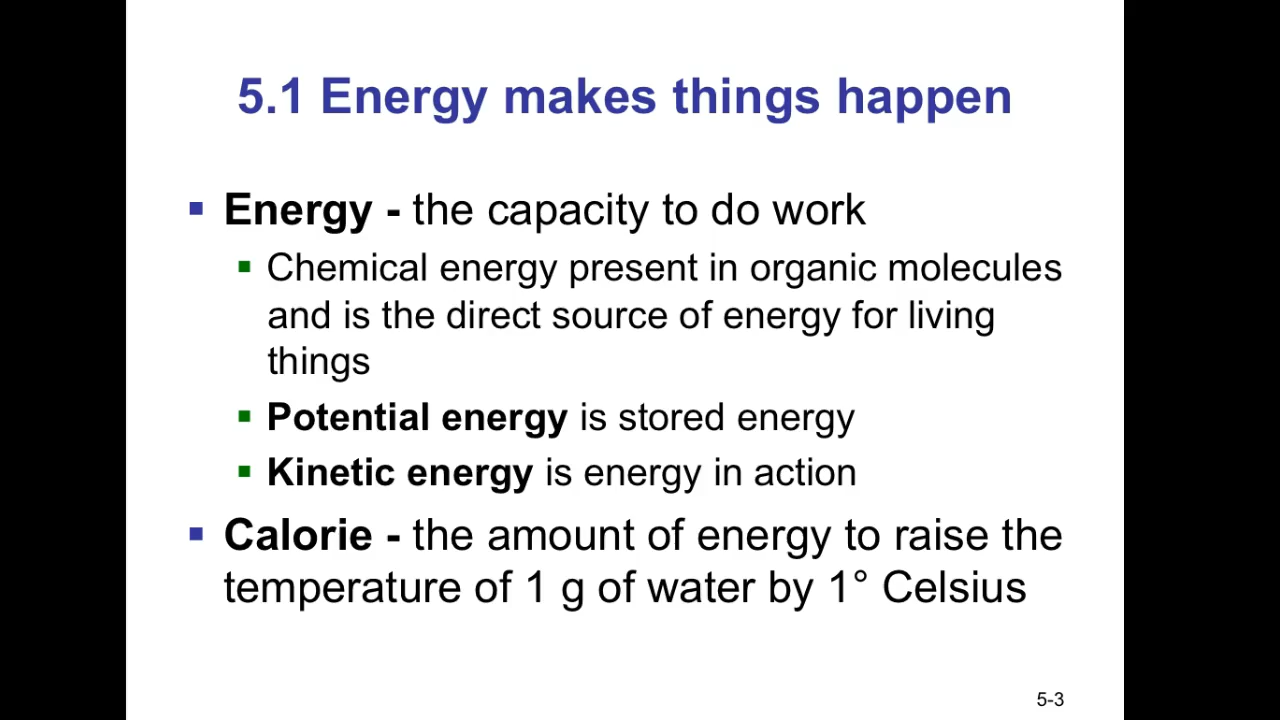 5.1 Energy makes things happen
▪ Energy - the capacity to do work
▪ Chemical energy present in organic molecules
and is the direct source of energy for living
things
▪ Potential energy is stored energy
▪ Kinetic energy is energy in action
▪ Calorie - the amount of energy to raise the
temperature of 1 g of water by 1° Celsius
5-3